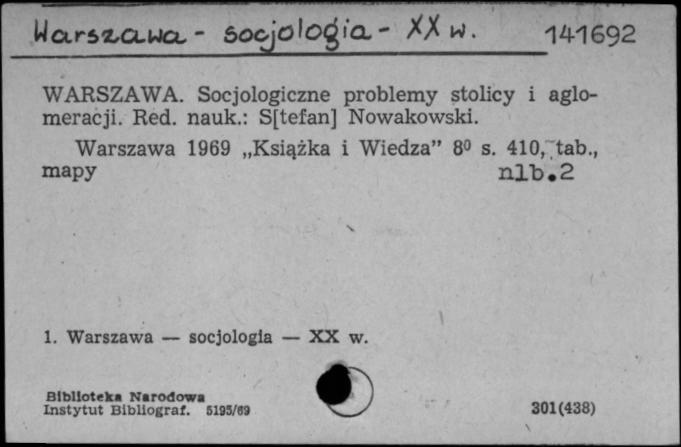 Warszawa - socjologia - XX w. 141692
WARSZAWA. Socjologiczne problemy stolicy i aglo-
meracji. Red. nauk.: S[tefan] Nowakowski.
Warszawa 1969 „Książka i Wiedza” 8⁰ s. 410, tab.,
mapy nlb.2
1. Warszawa — socjologia — XX w.
Biblioteka Narodowa
Instytut Bibliograf. 5195/69 301(438)